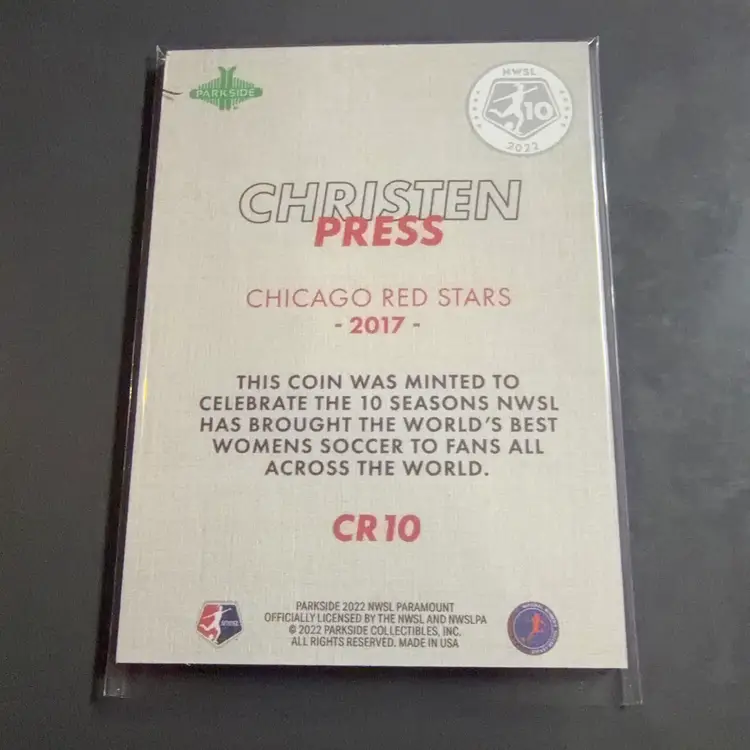 PARKSIDE
NWSL
10
2022
CHRISTEN
PRESS
CHICAGO RED STARS
- 2017 -
THIS COIN WAS MINTED TO
CELEBRATE THE 10 SEASONS NWSL
HAS BROUGHT THE WORLD'S BEST
WOMENS SOCCER TO FANS ALL
ACROSS THE WORLD.
CR10
NWSL
PARKSIDE 2022 NWSL PARAMOUNT
OFFICIALLY LICENSED BY THE NWSL AND NWSLPA
© 2022 PARKSIDE COLLECTIBLES, INC.
ALL RIGHTS RESERVED. MADE IN USA